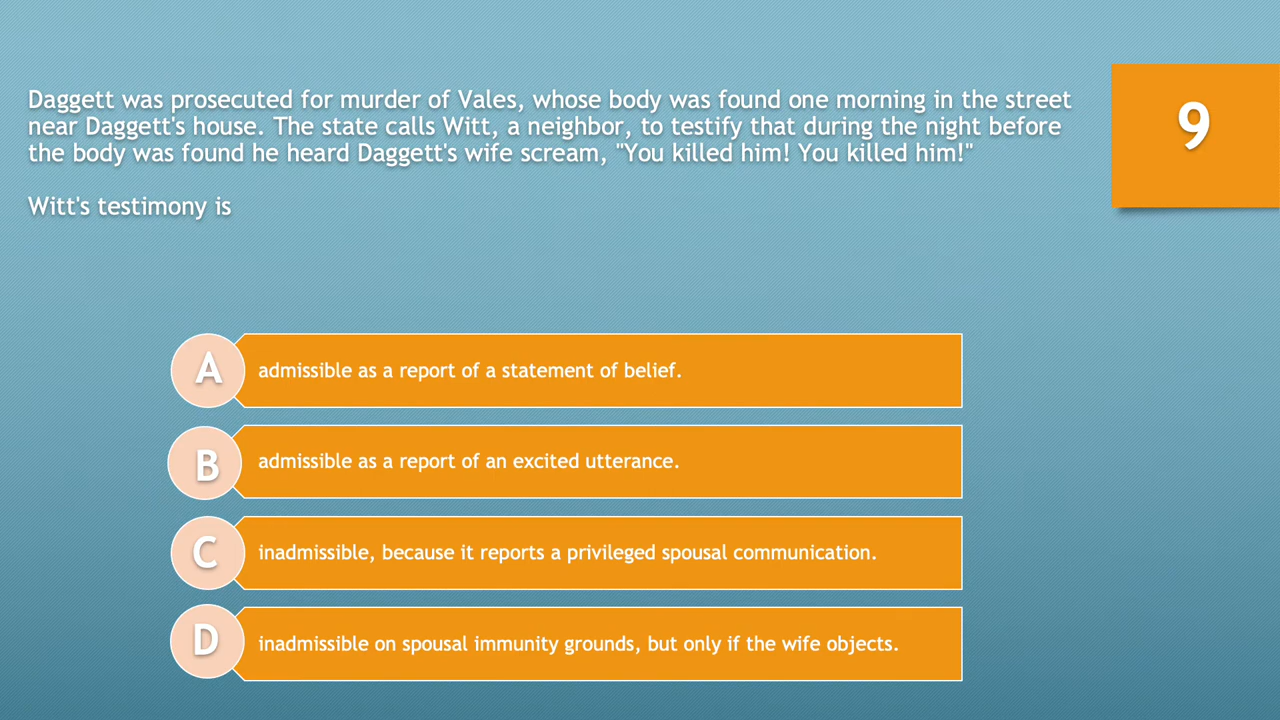 Daggett was prosecuted for murder of Vales, whose body was found one morning in the street
near Daggett's house. The state calls Witt, a neighbor, to testify that during the night before
the body was found he heard Daggett's wife scream, "You killed him! You killed him!"
Witt's testimony is
9
A admissible as a report of a statement of belief.
B admissible as a report of an excited utterance.
C inadmissible, because it reports a privileged spousal communication.
D inadmissible on spousal immunity grounds, but only if the wife objects.